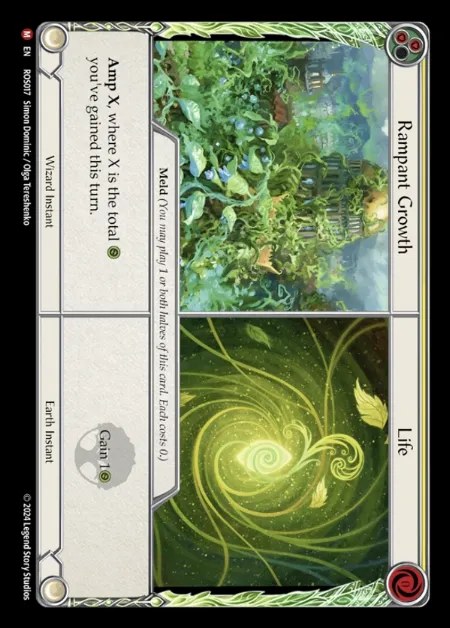 Rampant Growth
Life
0
Meld (You may play 1 or both halves of this card. Each costs 0.)
Amp X, where X is the total
you've gained this turn.
Gain 1
Wizard Instant
Earth Instant
M EN ROS017 Simon Dominic / Olga Tereshenko
© 2024 Legend Story Studios